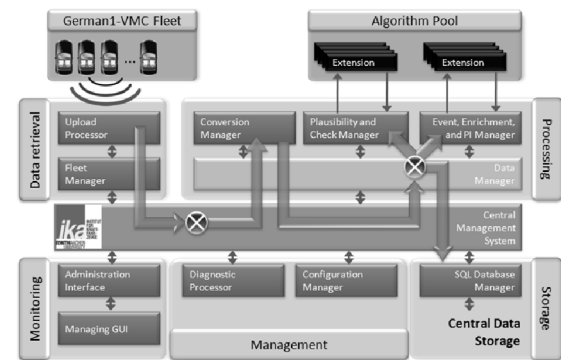 German1-VMC Fleet
Algorithm Pool
...
Extension
Extension
Data retrieval
Upload
Processor
Fleet
Manager
Conversion
Manager
Plausibility and
Check Manager
Event, Enrichment,
and PI Manager
Data
Manager
Processing
ika
Central
Management
System
Monitoring
Administration
Interface
Managing GUI
Diagnostic
Processor
Configuration
Manager
Management
SQL Database
Manager
Central Data
Storage
Storage